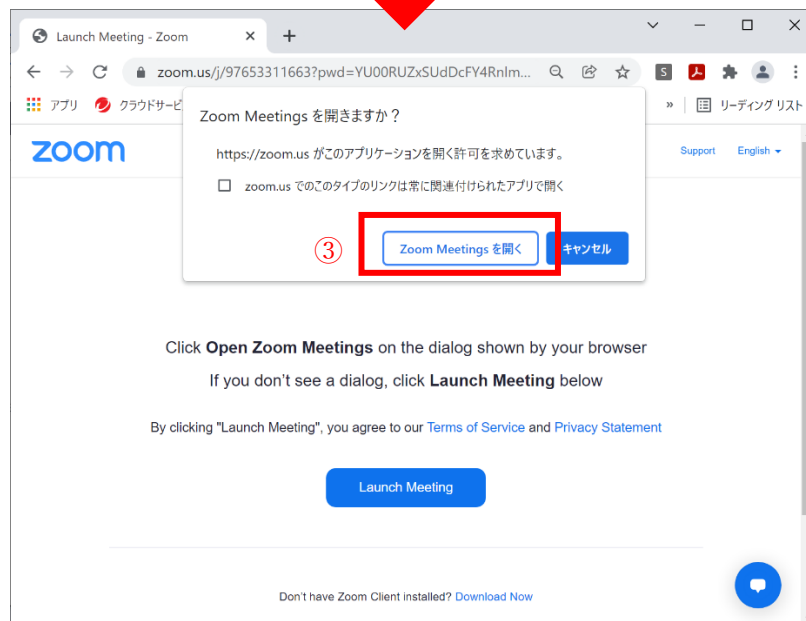 Launch Meeting - Zoom
zoom.us/j/97653311663?pwd=YU00RUZxSUdDcFY4Rnlm...
アプリ クラウドサービ » リーディング リスト
Zoom Meetings を開きますか？
https://zoom.us がこのアプリケーションを開く許可を求めています。
zoom.us でのこのタイプのリンクは常に関連付けられたアプリで開く
③ Zoom Meetings を開く キャンセル
zoom Support English
Click Open Zoom Meetings on the dialog shown by your browser
If you don't see a dialog, click Launch Meeting below
By clicking "Launch Meeting", you agree to our Terms of Service and Privacy Statement
Launch Meeting
Don't have Zoom Client installed? Download Now